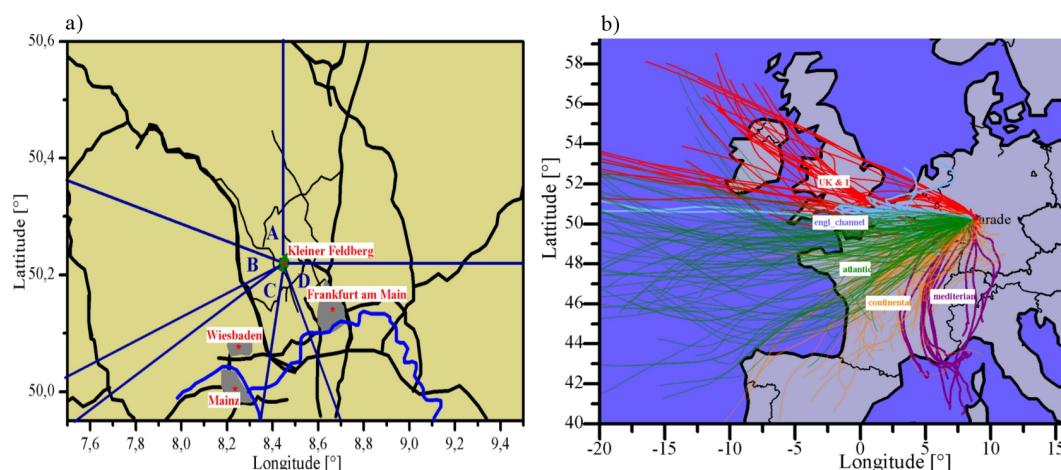 a)
50,6
50,4
50,2
50,0
Lattitude [°]
A
B
C
D
Kleiner Feldberg
Frankfurt am Main
Wiesbaden
Mainz
7,6 7,8 8,0 8,2 8,4 8,6 8,8 9,0 9,2 9,4
Longitude [°]
b)
58
56
54
52
50
48
46
44
42
40
Lattitude [°]
UK & I
engl_channel
arade
atlantic
continental
mediterian
-20 -15 -10 -5 0 5 10 15
Longitude [°]